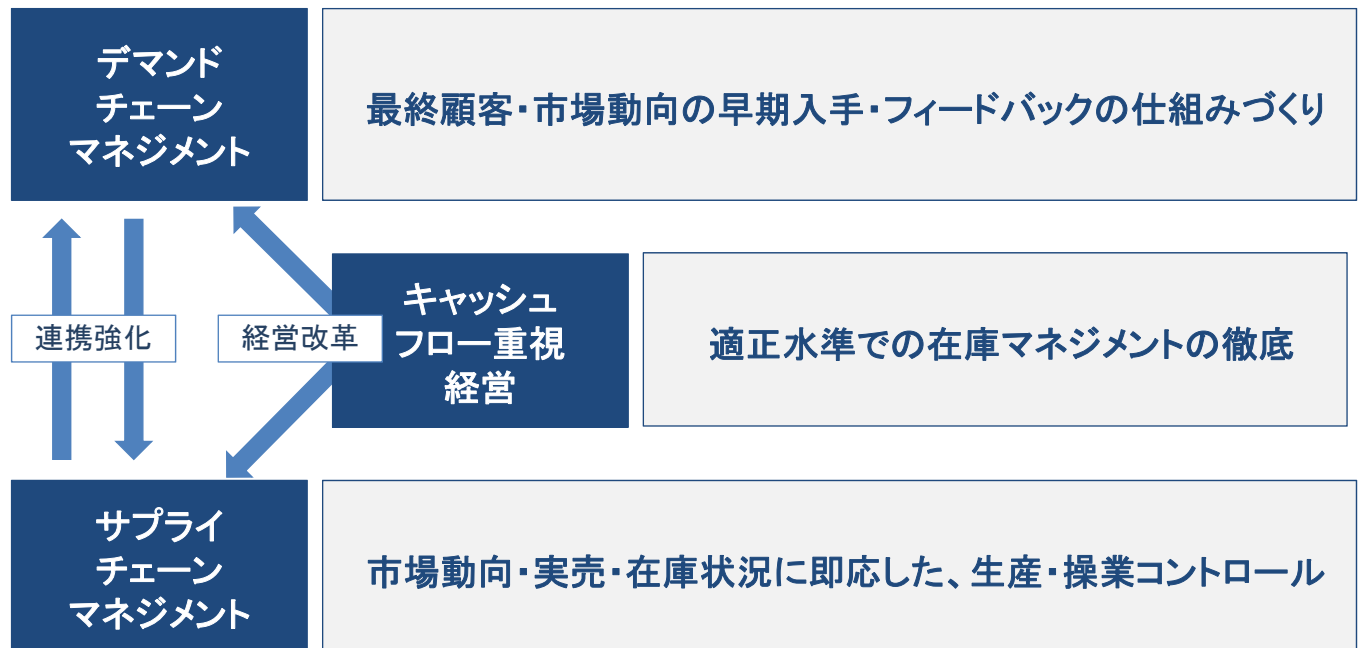 デマンド
チェーン
マネジメント
最終顧客・市場動向の早期入手・フィードバックの仕組みづくり
連携強化
経営改革
キャッシュ
フロー重視
経営
適正水準での在庫マネジメントの徹底
サプライ
チェーン
マネジメント
市場動向・実売・在庫状況に即応した、生産・操業コントロール